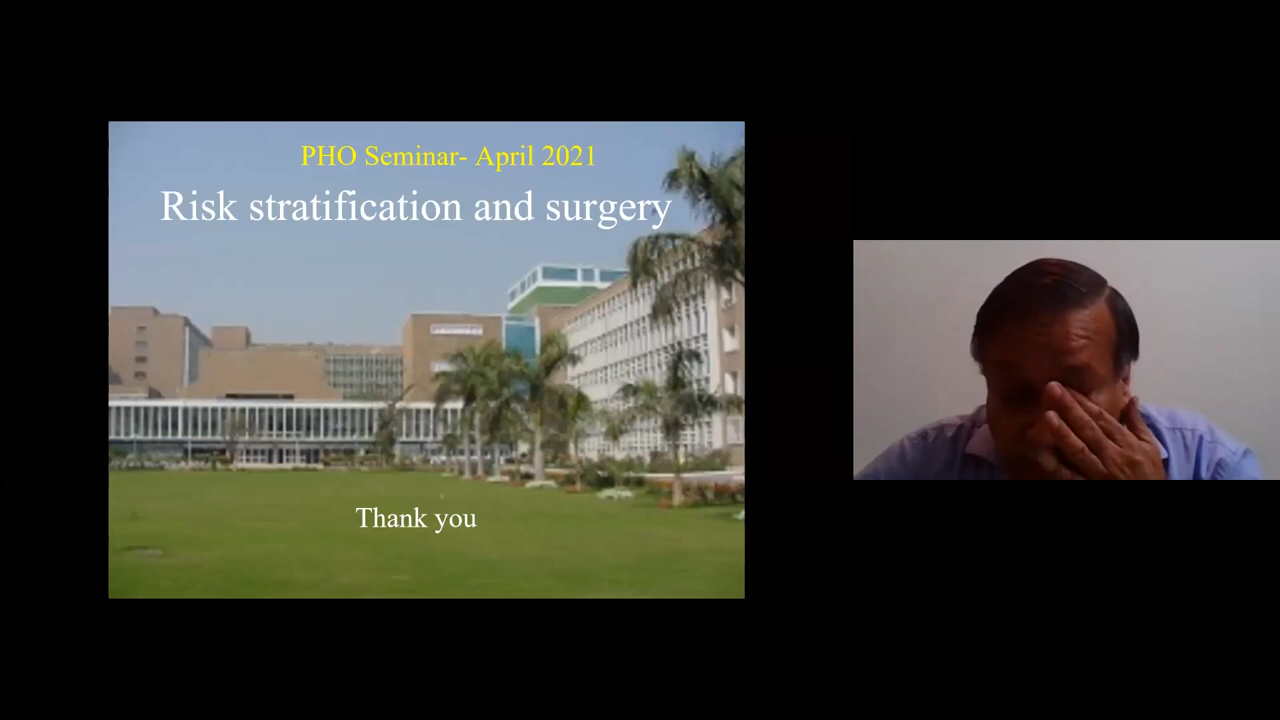 PHO Seminar- April 2021
Risk stratification and surgery
Thank you